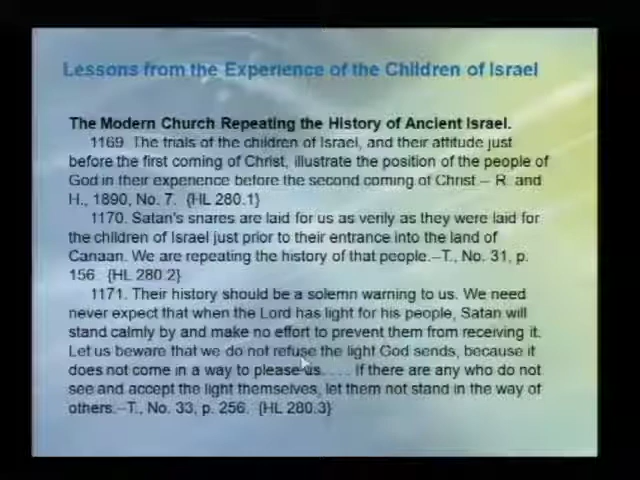 Lessons from the Experience of the Children of Israel
The Modern Church Repeating the History of Ancient Israel.
1169. The trials of the children of Israel, and their attitude just
before the first coming of Christ, illustrate the position of the people of
God in their experience before the second coming of Christ.-- R. and
H., 1890, No. 7. {HL 280.1}
1170. Satan's snares are laid for us as verily as they were laid for
the children of Israel just prior to their entrance into the land of
Canaan. We are repeating the history of that people.--T., No. 31, p.
156. {HL 280.2}
1171. Their history should be a solemn warning to us. We need
never expect that when the Lord has light for his people, Satan will
stand calmly by and make no effort to prevent them from receiving it.
Let us beware that we do not refuse the light God sends, because it
does not come in a way to please us. . . . If there are any who do not
see and accept the light themselves, let them not stand in the way of
others.--T., No. 33, p. 256. {HL 280.3}